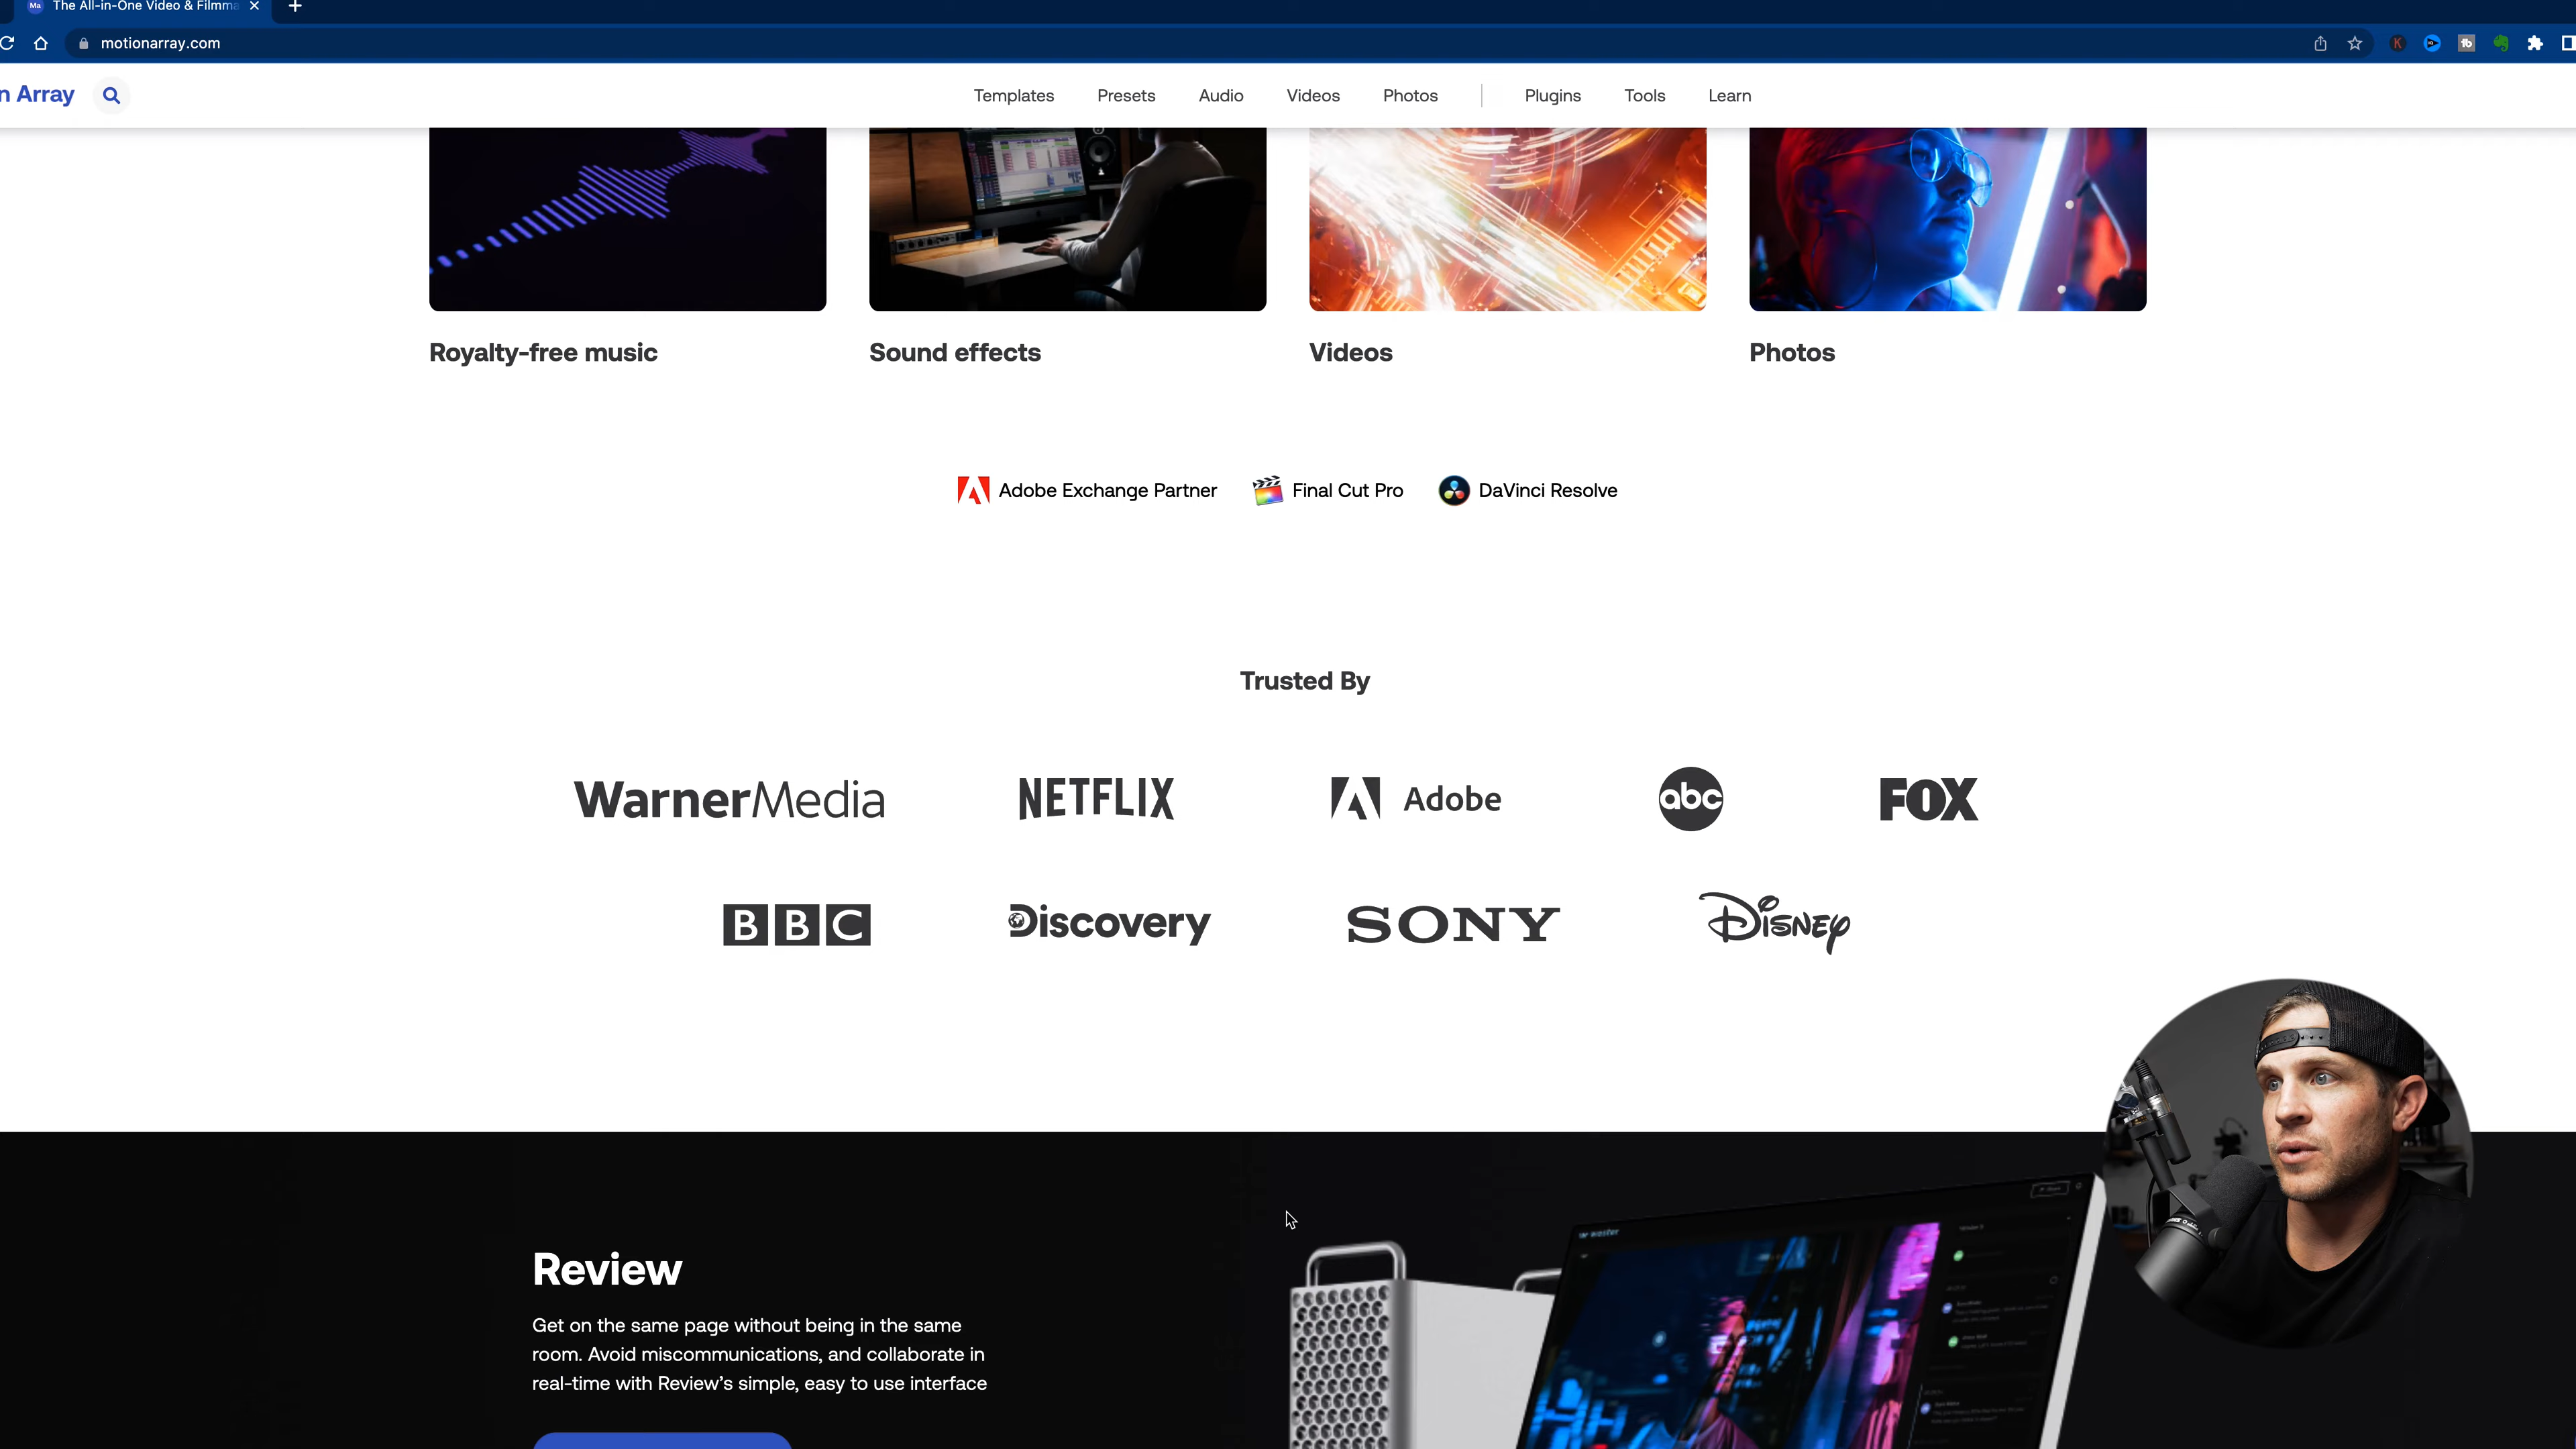 Ma The All-in-One Video & Filmma
motionarray.com
n Array
Templates Presets Audio Videos Photos Plugins Tools Learn
Royalty-free music Sound effects Videos Photos
Adobe Exchange Partner Final Cut Pro DaVinci Resolve
Trusted By
WarnerMedia NETFLIX Adobe abc FOX
BBC Discovery SONY Disney
Review
Get on the same page without being in the same
room. Avoid miscommunications, and collaborate in
real-time with Review's simple, easy to use interface